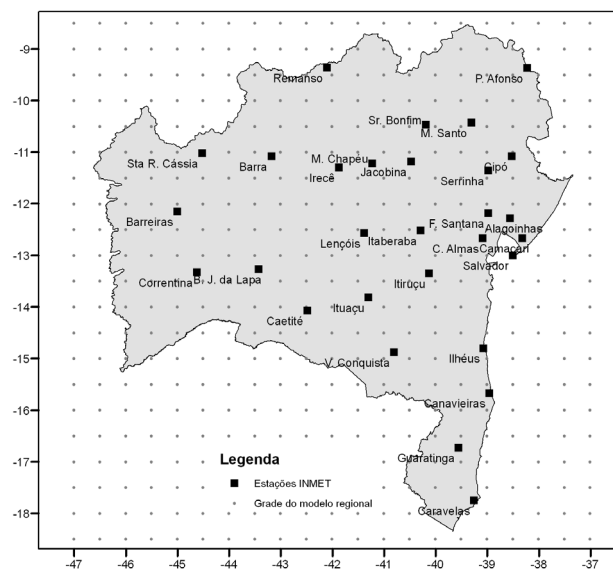 -9
Remanso
P. Afonso
-10
Sr. Bonfim
M. Santo
-11
Sta R. Cássia
Barra
M. Chapéu
Irecê
Jacobina
Cipó
Serrinha
-12
Barreiras
F. Santana
Alagoinhas
Lençóis
Itaberaba
C. Almas
Camaçari
-13
Salvador
Correntina
B. J. da Lapa
Itiruçu
-14
Caetité
Ituaçu
-15
V. Conquista
Ilhéus
-16
Canavieiras
-17
Guaratinga
Legenda
Estações INMET
Grade do modelo regional
-18
Caravelas
-47 -46 -45 -44 -43 -42 -41 -40 -39 -38 -37